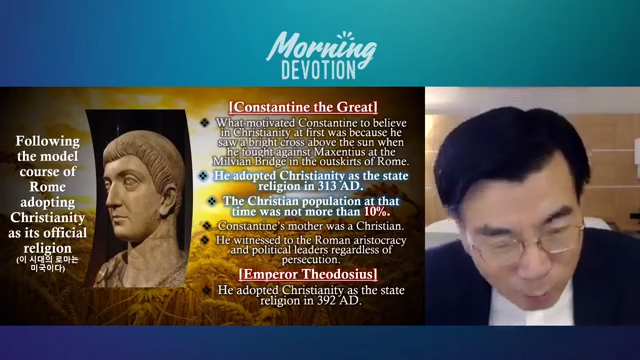 Morning
DEVOTION
Following
the model
course of
Rome
adopting
Christianity
as its official
religion
(이 시대의 로마는
미국이다)
[Constantine the Great]
What motivated Constantine to believe
in Christianity at first was because he
saw a bright cross above the sun when
he fought against Maxentius at the
Milvian Bridge in the outskirts of Rome.
He adopted Christianity as the state
religion in 313 AD.
The Christian population at that
time was not more than 10%.
Constantine's mother was a Christian.
He witnessed to the Roman aristocracy
and political leaders regardless of
persecution.
[Emperor Theodosius]
He adopted Christianity as the state
religion in 392 AD.